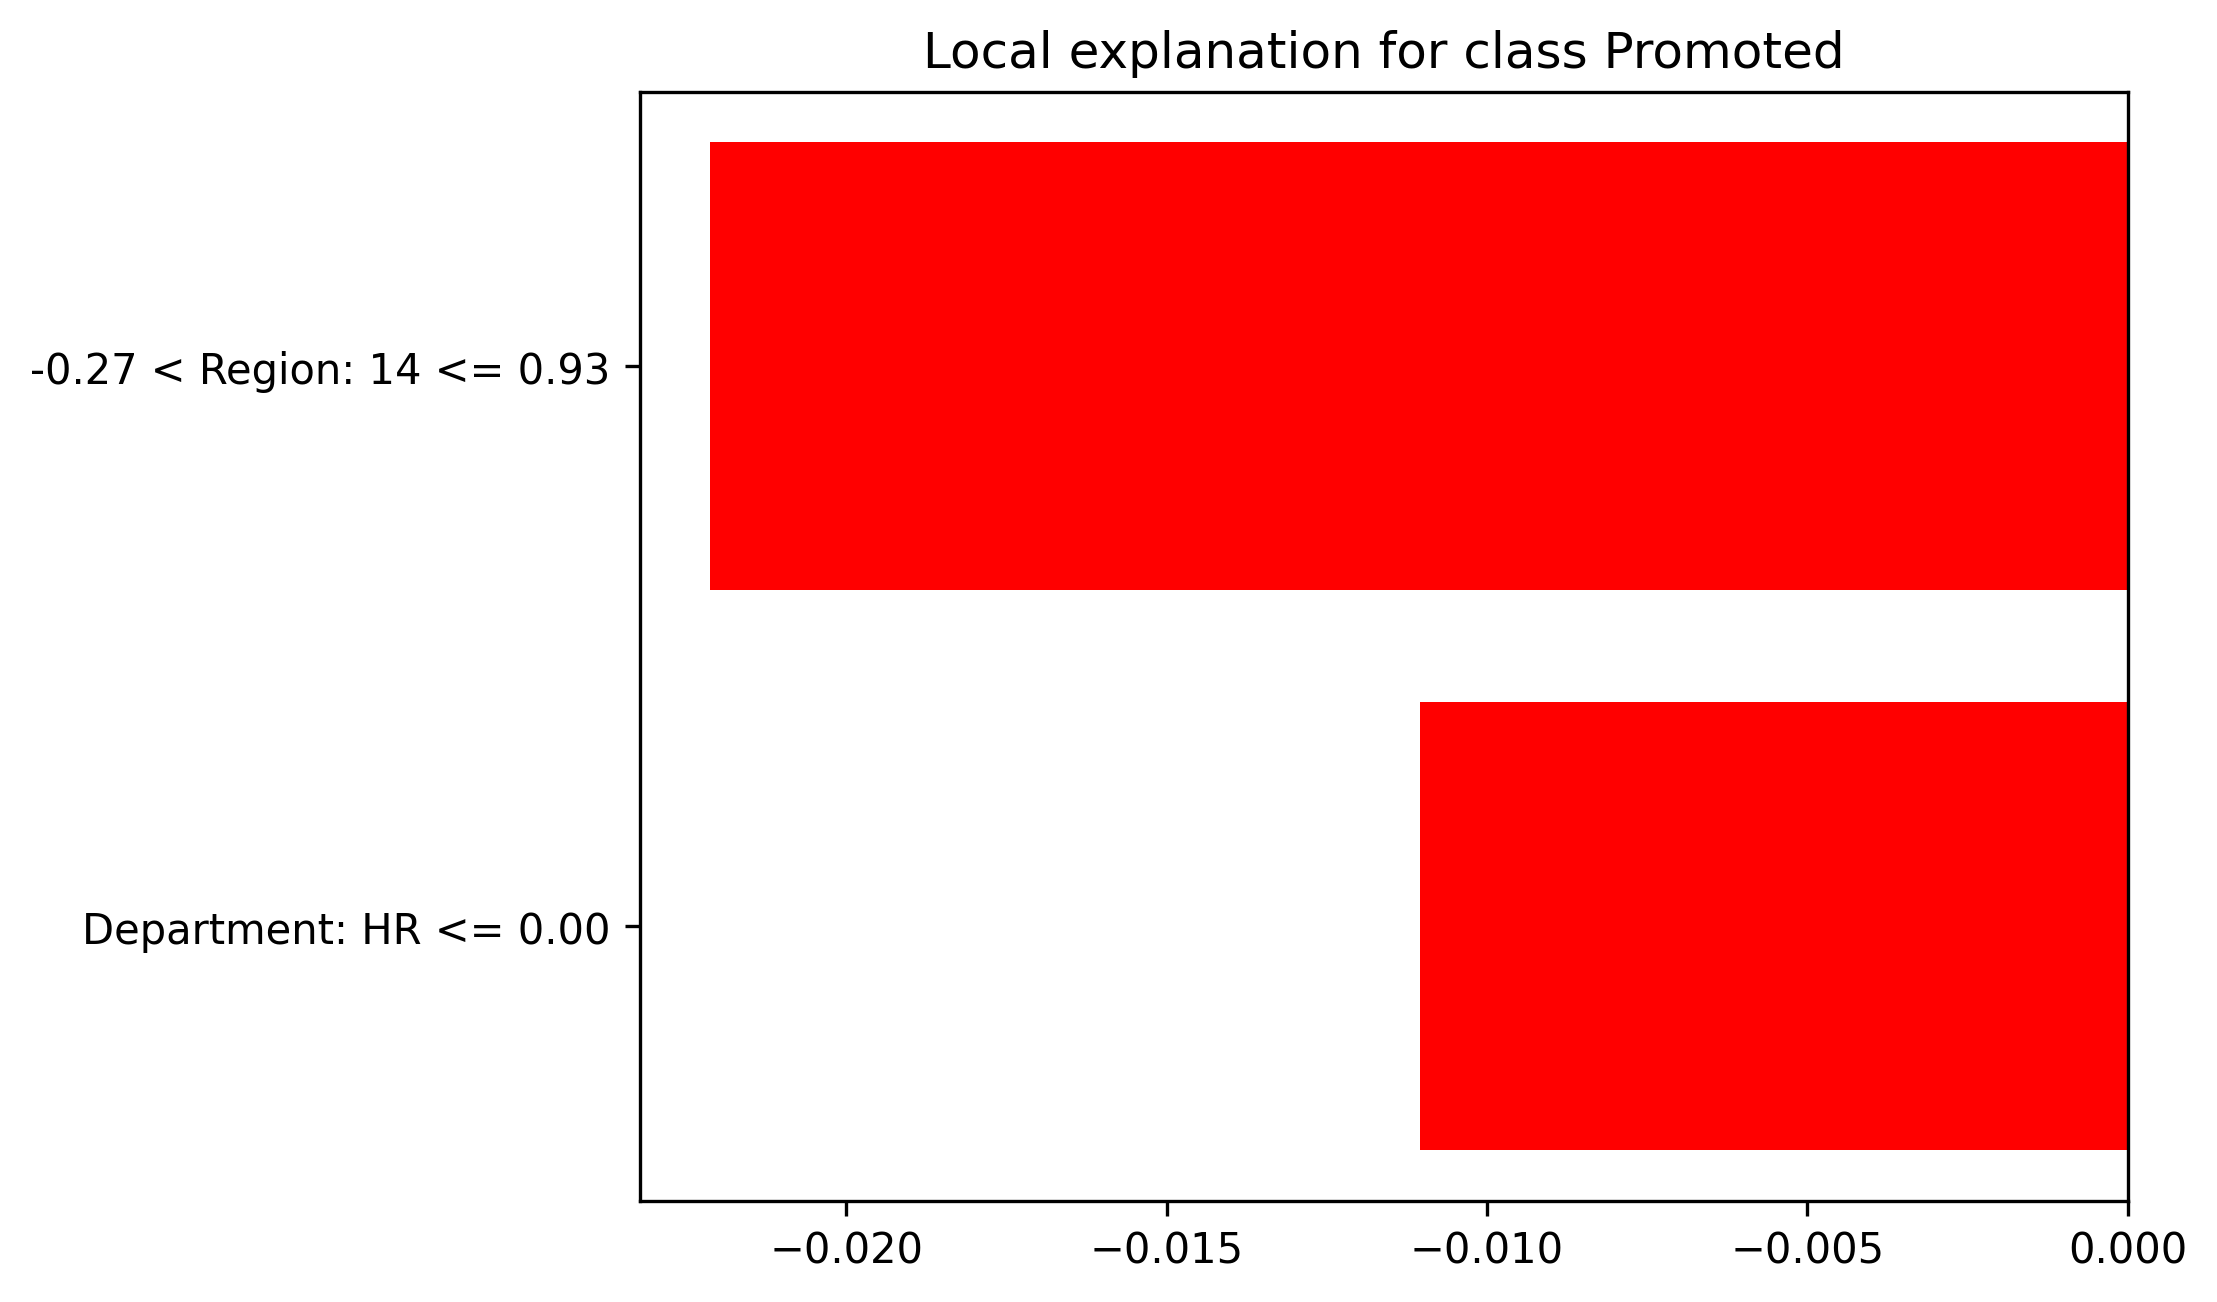 Local explanation for class Promoted
-0.27 < Region: 14 <= 0.93
Department: HR <= 0.00
−0.020 −0.015 −0.010 −0.005 0.000